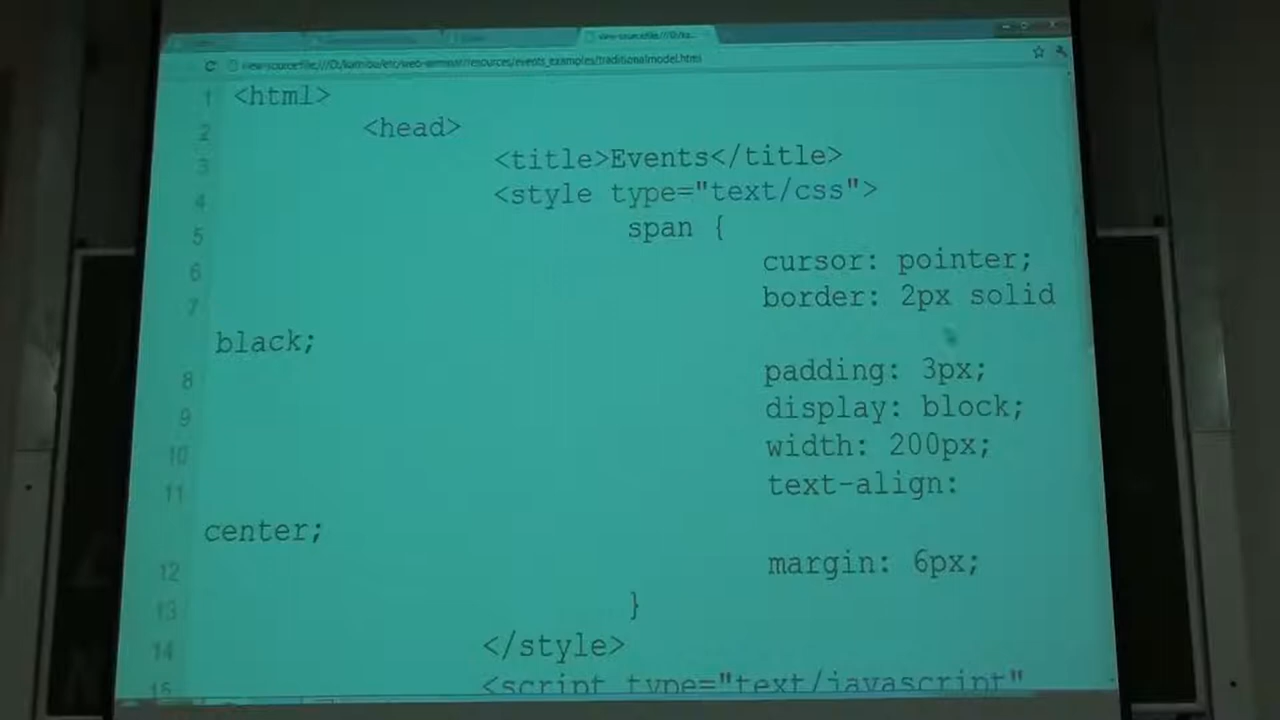 1 <html>
2 <head>
3 <title>Events</title>
4 <style type="text/css">
5 span {
6 cursor: pointer;
7 border: 2px solid
black;
8 padding: 3px;
9 display: block;
10 width: 200px;
11 text-align:
center;
12 margin: 6px;
13 }
14 </style>
15 <script type="text/javascript"